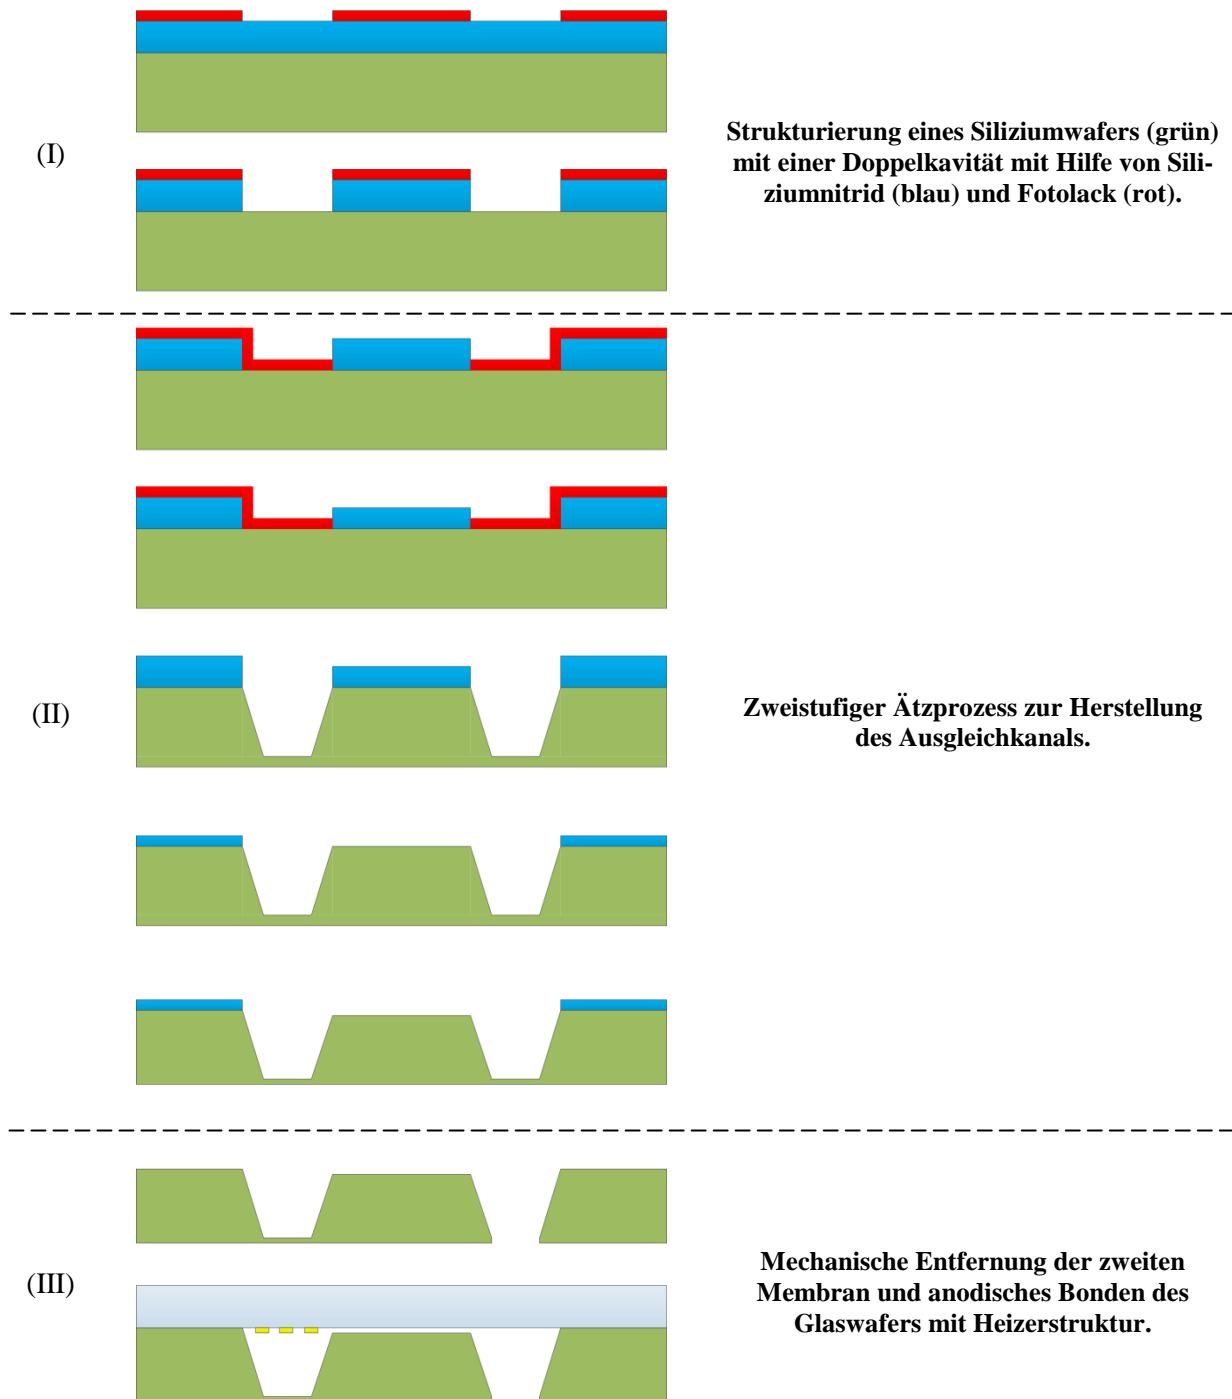 (I)
Strukturierung eines Siliziumwafers (grün)
mit einer Doppelkavität mit Hilfe von Sili-
ziumnitrid (blau) und Fotolack (rot).
(II)
Zweistufiger Ätzprozess zur Herstellung
des Ausgleichkanals.
(III)
Mechanische Entfernung der zweiten
Membran und anodisches Bonden des
Glaswafers mit Heizerstruktur.